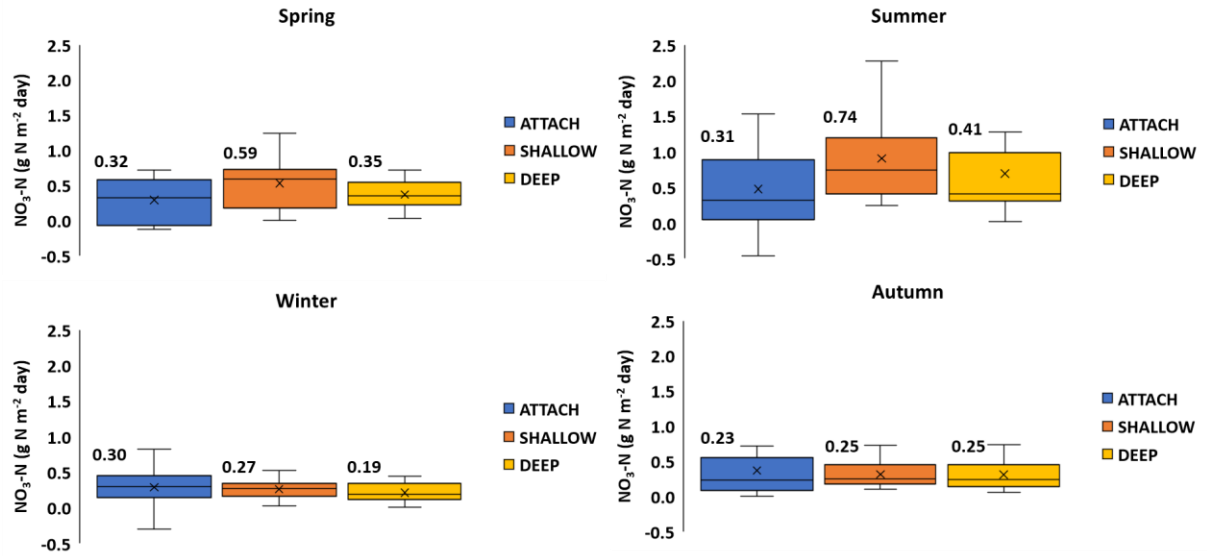 Spring
NO₃-N (g N m⁻² day)
2.5
2.0
1.5
1.0
0.5
0.0
-0.5
0.32
0.59
0.35
ATTACH
SHALLOW
DEEP
Summer
NO₃-N (g N m⁻² day)
2.5
2.0
1.5
1.0
0.5
0.0
-0.5
0.31
0.74
0.41
ATTACH
SHALLOW
DEEP
Winter
NO₃-N (g N m⁻² day)
2.5
2.0
1.5
1.0
0.5
0.0
-0.5
0.30
0.27
0.19
ATTACH
SHALLOW
DEEP
Autumn
NO₃-N (g N m⁻² day)
2.5
2.0
1.5
1.0
0.5
0.0
-0.5
0.23
0.25
0.25
ATTACH
SHALLOW
DEEP